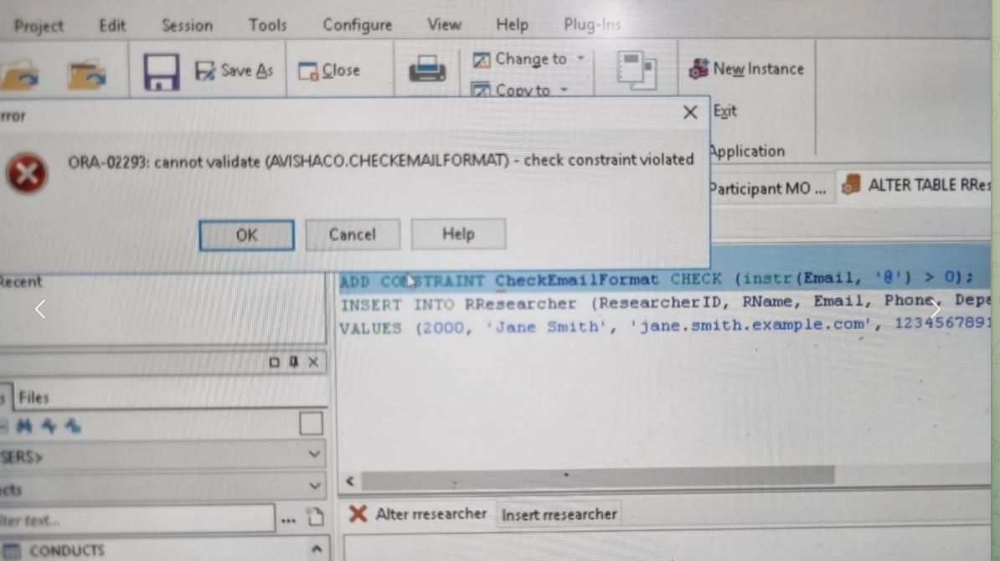 Project Edit Session Tools Configure View Help Plug-Ins
Save As Close Change to New Instance
Copy to
Exit
rror
ORA-02293: cannot validate (AVISHACO.CHECKEMAILFORMAT) - check constraint violated
Application
Participant MO ... ALTER TABLE RRes
OK Cancel Help
Recent
ADD CONSTRAINT CheckEmailFormat CHECK (instr(Email, '@') > 0);
INSERT INTO RResearcher (ResearcherID, RName, Email, Phone, Depe
VALUES (2000, 'Jane Smith', 'jane.smith.example.com', 1234567891
s Files
SERS>
ects
lter text...
Alter rresearcher Insert rresearcher
CONDUCTS